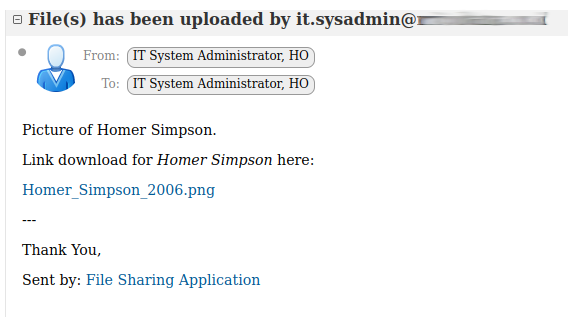 File(s) has been uploaded by it.sysadmin@
From: IT System Administrator, HO
To: IT System Administrator, HO
Picture of Homer Simpson.
Link download for Homer Simpson here:
Homer_Simpson_2006.png
---
Thank You,
Sent by: File Sharing Application